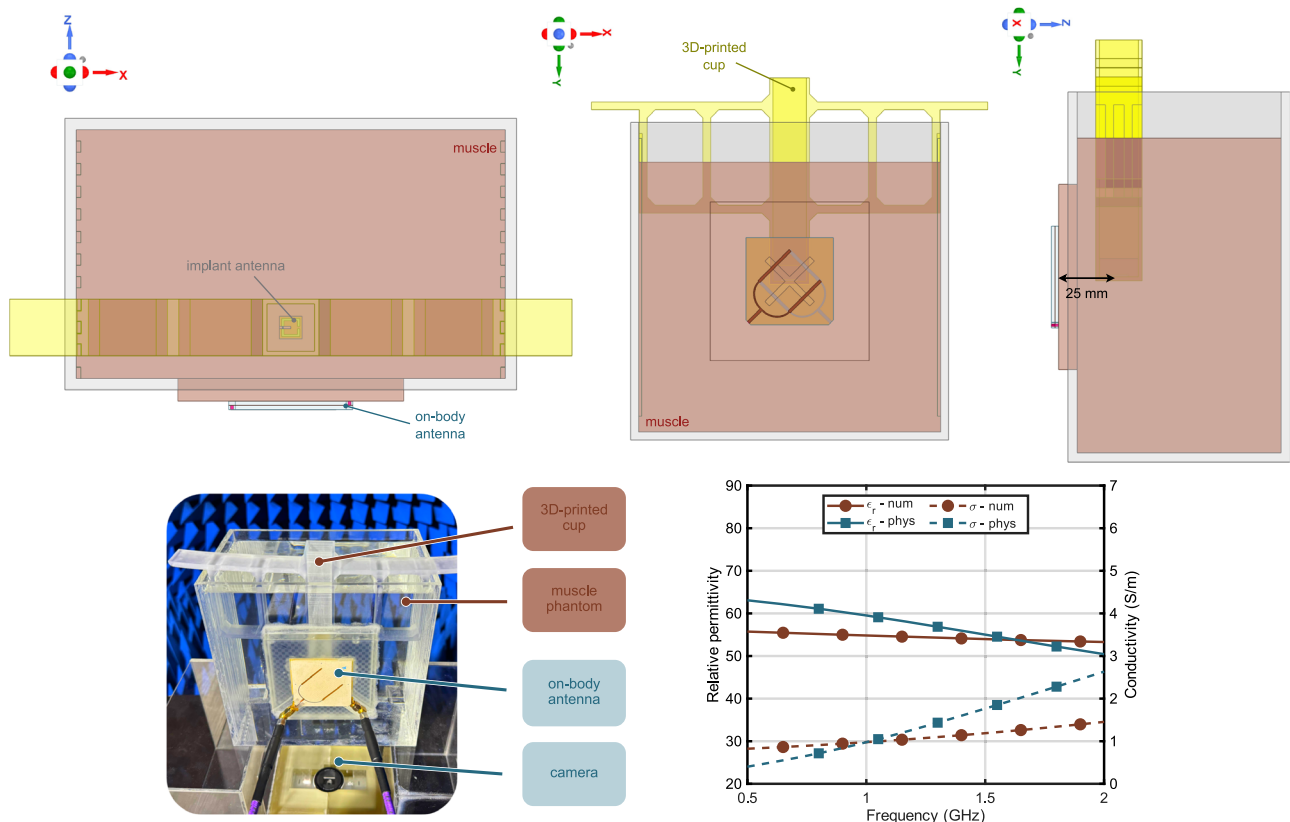 Z
X
muscle
implant antenna
on-body
antenna
X
Y
3D-printed
cup
muscle
X
Z
Y
25 mm
3D-printed
cup
muscle
phantom
on-body
antenna
camera
90
80
70
60
50
40
30
20
Relative permittivity
ϵr - num
σ - num
ϵr - phys
σ - phys
7
6
5
4
3
2
1
0
Conductivity (S/m)
0.5
1
1.5
2
Frequency (GHz)